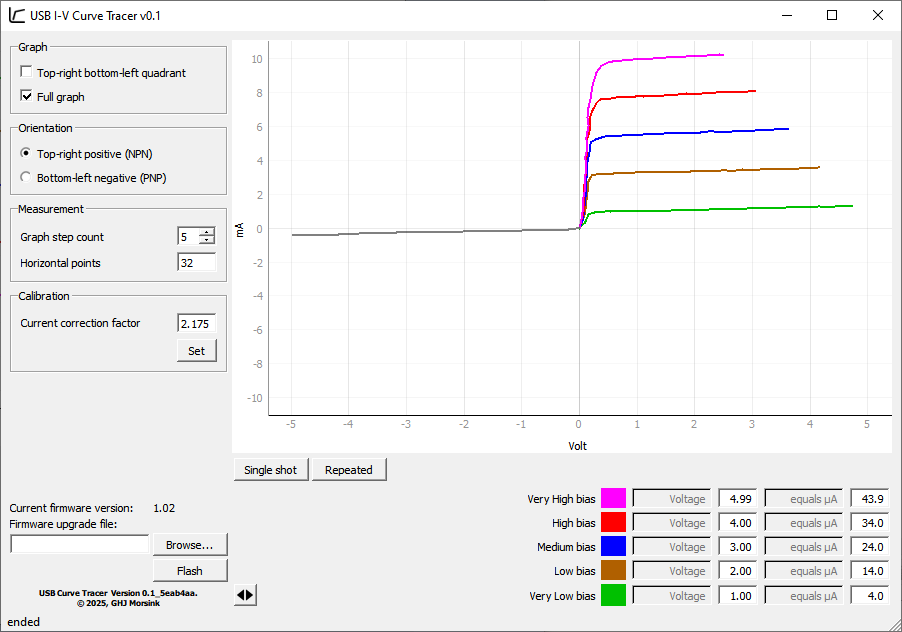 USB I-V Curve Tracer v0.1
Graph
Top-right bottom-left quadrant
Full graph
Orientation
Top-right positive (NPN)
Bottom-left negative (PNP)
Measurement
Graph step count 5
Horizontal points 32
Calibration
Current correction factor 2.175
Set
10
8
6
4
2
0
-2
-4
-6
-8
-10
mA
-5 -4 -3 -2 -1 0 1 2 3 4 5
Volt
Single shot Repeated
Very High bias Voltage 4.99 equals µA 43.9
High bias Voltage 4.00 equals µA 34.0
Medium bias Voltage 3.00 equals µA 24.0
Low bias Voltage 2.00 equals µA 14.0
Very Low bias Voltage 1.00 equals µA 4.0
Current firmware version: 1.02
Firmware upgrade file:
Browse...
Flash
USB Curve Tracer Version 0.1_5eab4aa.
© 2025, GHJ Morsink
ended